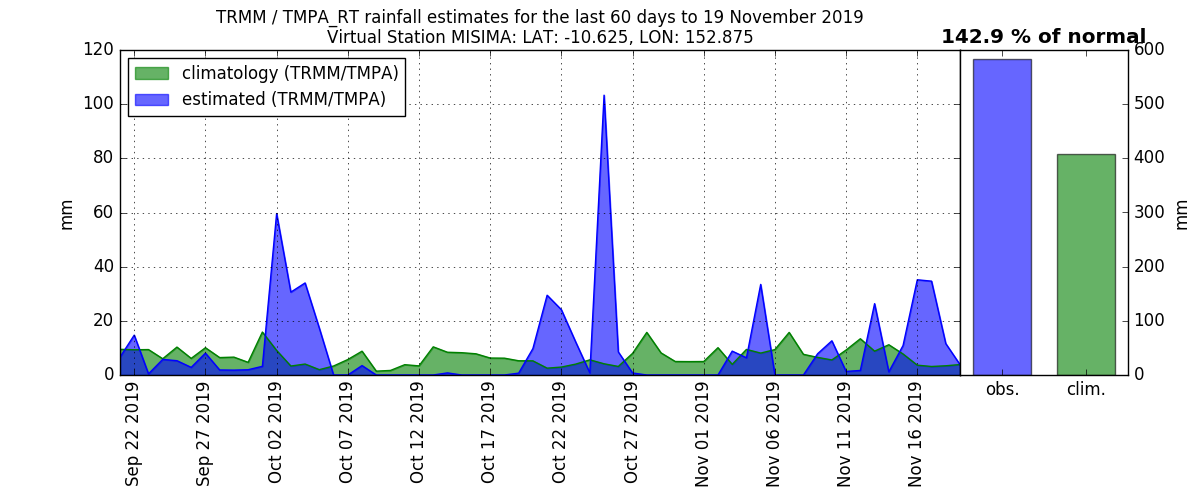 TRMM / TMPA_RT rainfall estimates for the last 60 days to 19 November 2019
Virtual Station MISIMA: LAT: -10.625, LON: 152.875
142.9 % of normal
climatology (TRMM/TMPA)
estimated (TRMM/TMPA)
120
100
80
60
40
20
0
mm
600
500
400
300
200
100
0
mm
Sep 22 2019
Sep 27 2019
Oct 02 2019
Oct 07 2019
Oct 12 2019
Oct 17 2019
Oct 22 2019
Oct 27 2019
Nov 01 2019
Nov 06 2019
Nov 11 2019
Nov 16 2019
obs.
clim.